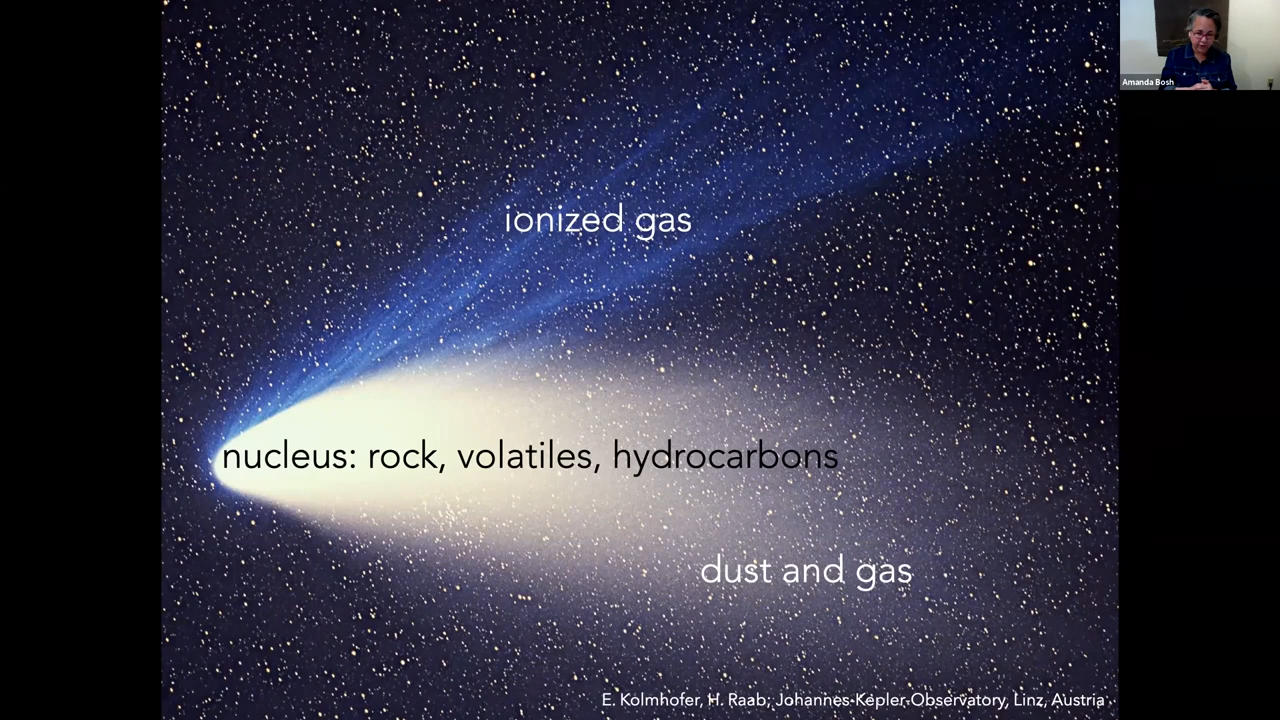 Amanda Bosh
ionized gas
nucleus: rock, volatiles, hydrocarbons
dust and gas
E. Kolmhofer, H. Raab; Johannes-Kepler-Observatory, Linz, Austria